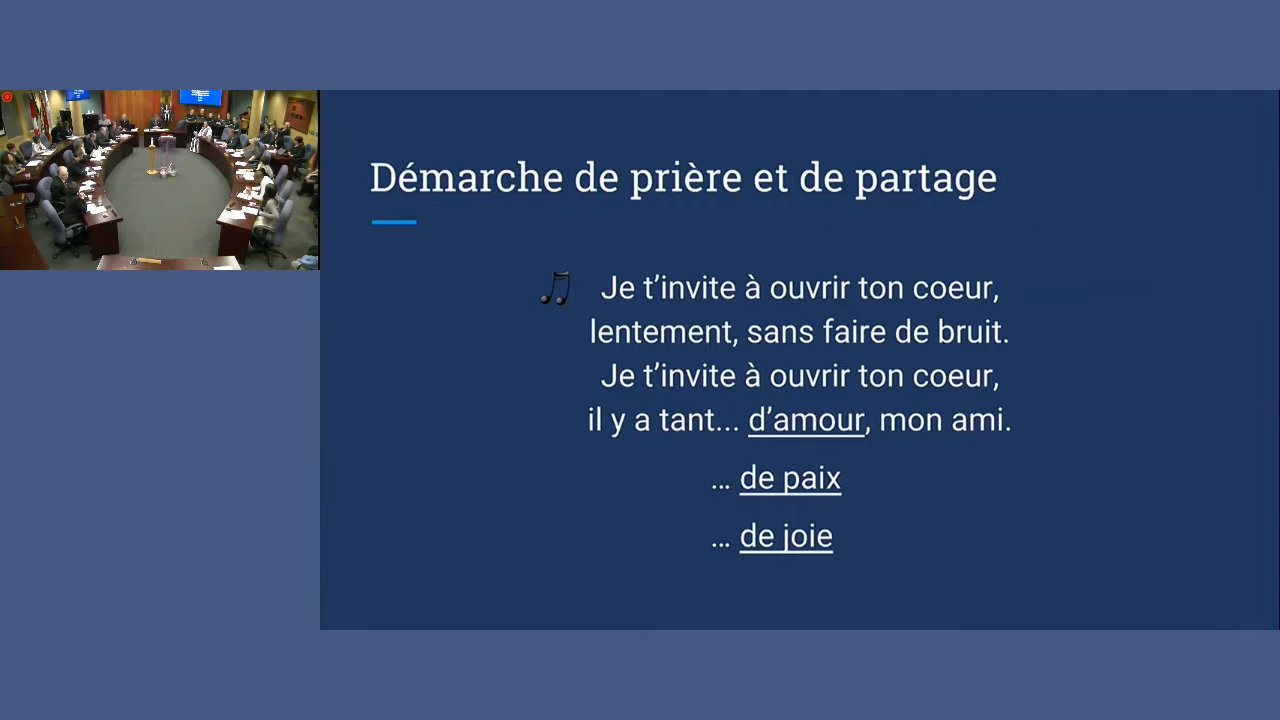 Démarche de prière et de partage
Je t’invite à ouvrir ton coeur,
lentement, sans faire de bruit.
Je t’invite à ouvrir ton coeur,
il y a tant... d’amour, mon ami.
... de paix
... de joie